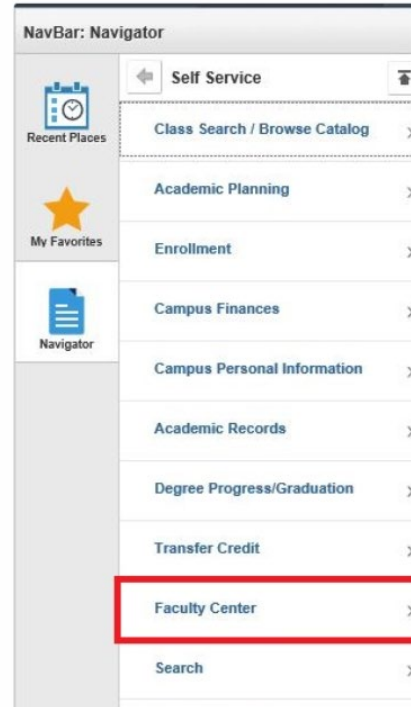 NavBar: Navigator
Recent Places
My Favorites
Navigator
Self Service
Class Search / Browse Catalog
Academic Planning
Enrollment
Campus Finances
Campus Personal Information
Academic Records
Degree Progress/Graduation
Transfer Credit
Faculty Center
Search